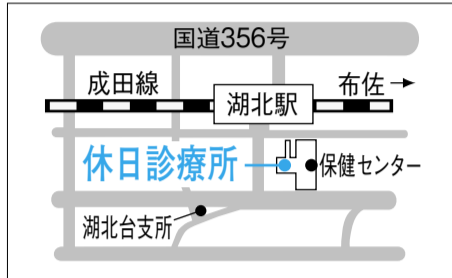 国道356号
成田線
布佐→
湖北駅
休日診療所
保健センター
湖北台支所